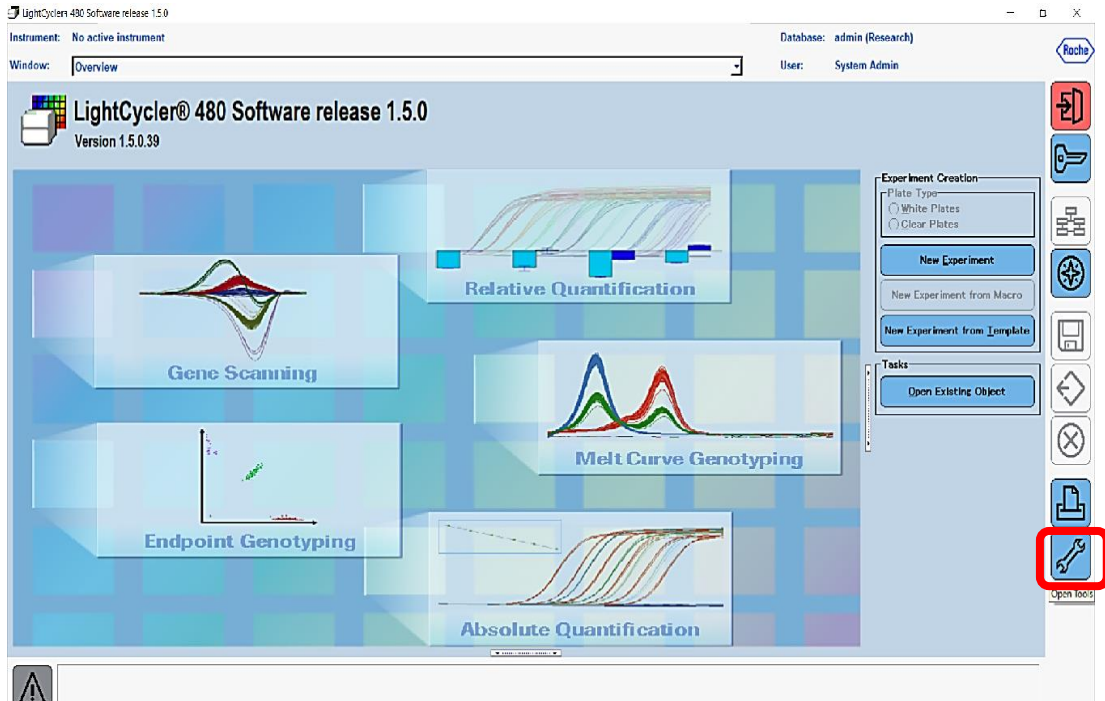 LightCycler® 480 Software release 1.5.0
Instrument: No active instrument
Database: admin (Research)
Window: Overview
User: System Admin
Roche
LightCycler® 480 Software release 1.5.0
Version 1.5.0.39
Relative Quantification
Gene Scanning
Melt Curve Genotyping
Endpoint Genotyping
Absolute Quantification
Experiment Creation
Plate Type
White Plates
Clear Plates
New Experiment
New Experiment from Macro
New Experiment from Template
Tasks
Open Existing Object
Open Tools